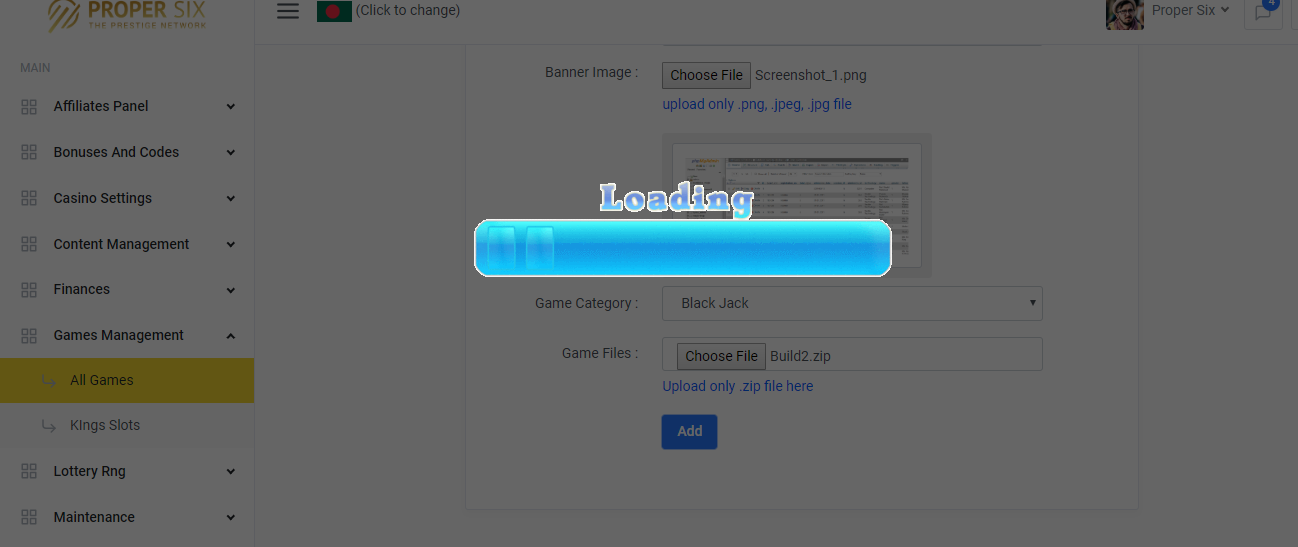 PROPER SIX
THE PRESTIGE NETWORK
(Click to change)
Proper Six
4
MAIN
Affiliates Panel
Bonuses And Codes
Casino Settings
Content Management
Finances
Games Management
All Games
KIngs Slots
Lottery Rng
Maintenance
Banner Image :
Choose File Screenshot_1.png
upload only .png, .jpeg, .jpg file
Loading
Game Category :
Black Jack
Game Files :
Choose File Build2.zip
Upload only .zip file here
Add